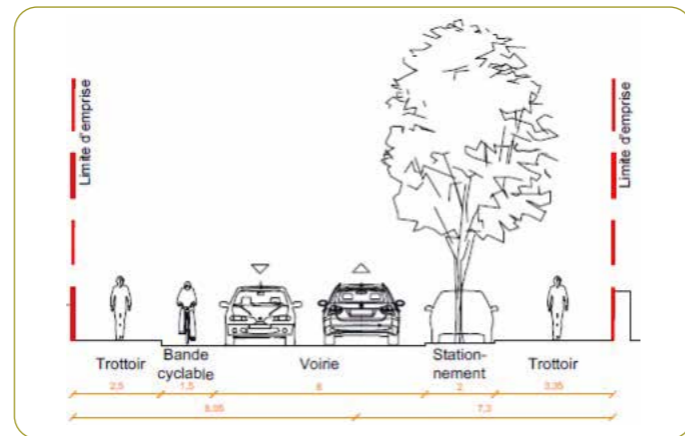 Limite d'emprise
Limite d'emprise
Trottoir
Bande
cyclable
Voirie
Station-
nement
Trottoir
2,5
1,5
6
2
3,35
8,05
7,3